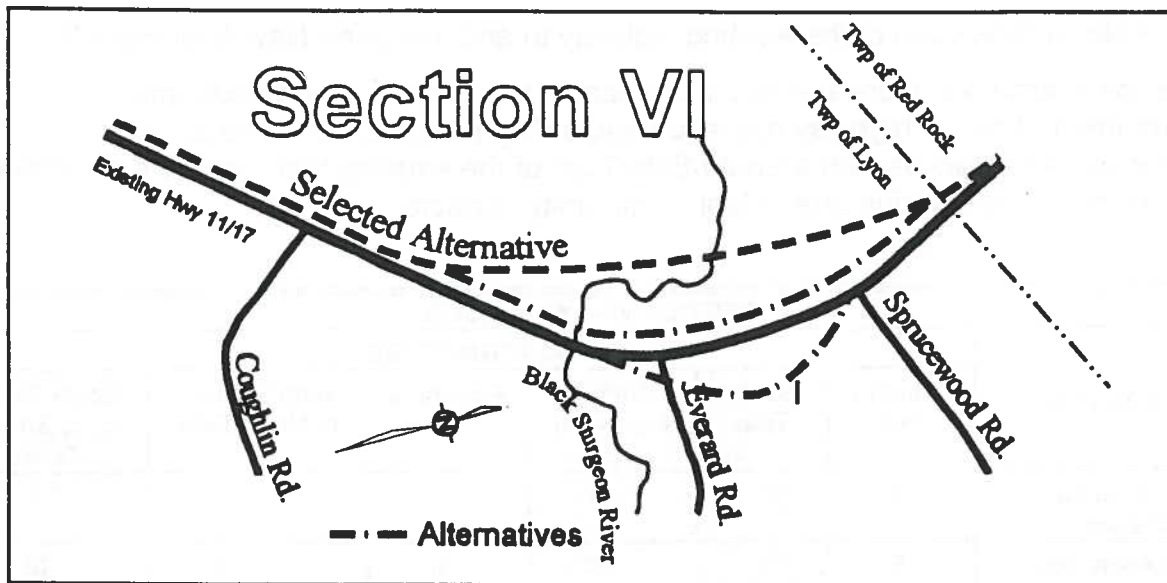 Section VI
Twp of Red Rock
Twp of Lyon
Existing Hwy 11/17
Selected Alternative
Coughlin Rd.
Black Sturgeon River
Everard Rd.
Sprucewood Rd.
N
Alternatives